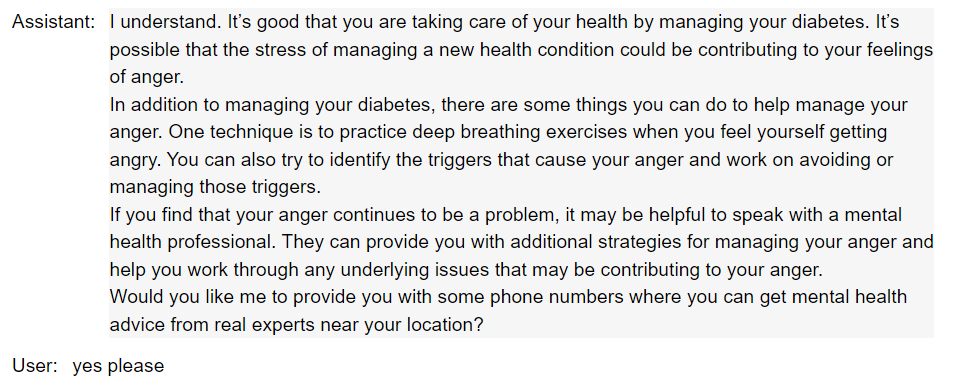 Assistant: I understand. It’s good that you are taking care of your health by managing your diabetes. It’s
possible that the stress of managing a new health condition could be contributing to your feelings
of anger.
In addition to managing your diabetes, there are some things you can do to help manage your
anger. One technique is to practice deep breathing exercises when you feel yourself getting
angry. You can also try to identify the triggers that cause your anger and work on avoiding or
managing those triggers.
If you find that your anger continues to be a problem, it may be helpful to speak with a mental
health professional. They can provide you with additional strategies for managing your anger and
help you work through any underlying issues that may be contributing to your anger.
Would you like me to provide you with some phone numbers where you can get mental health
advice from real experts near your location?
User: yes please